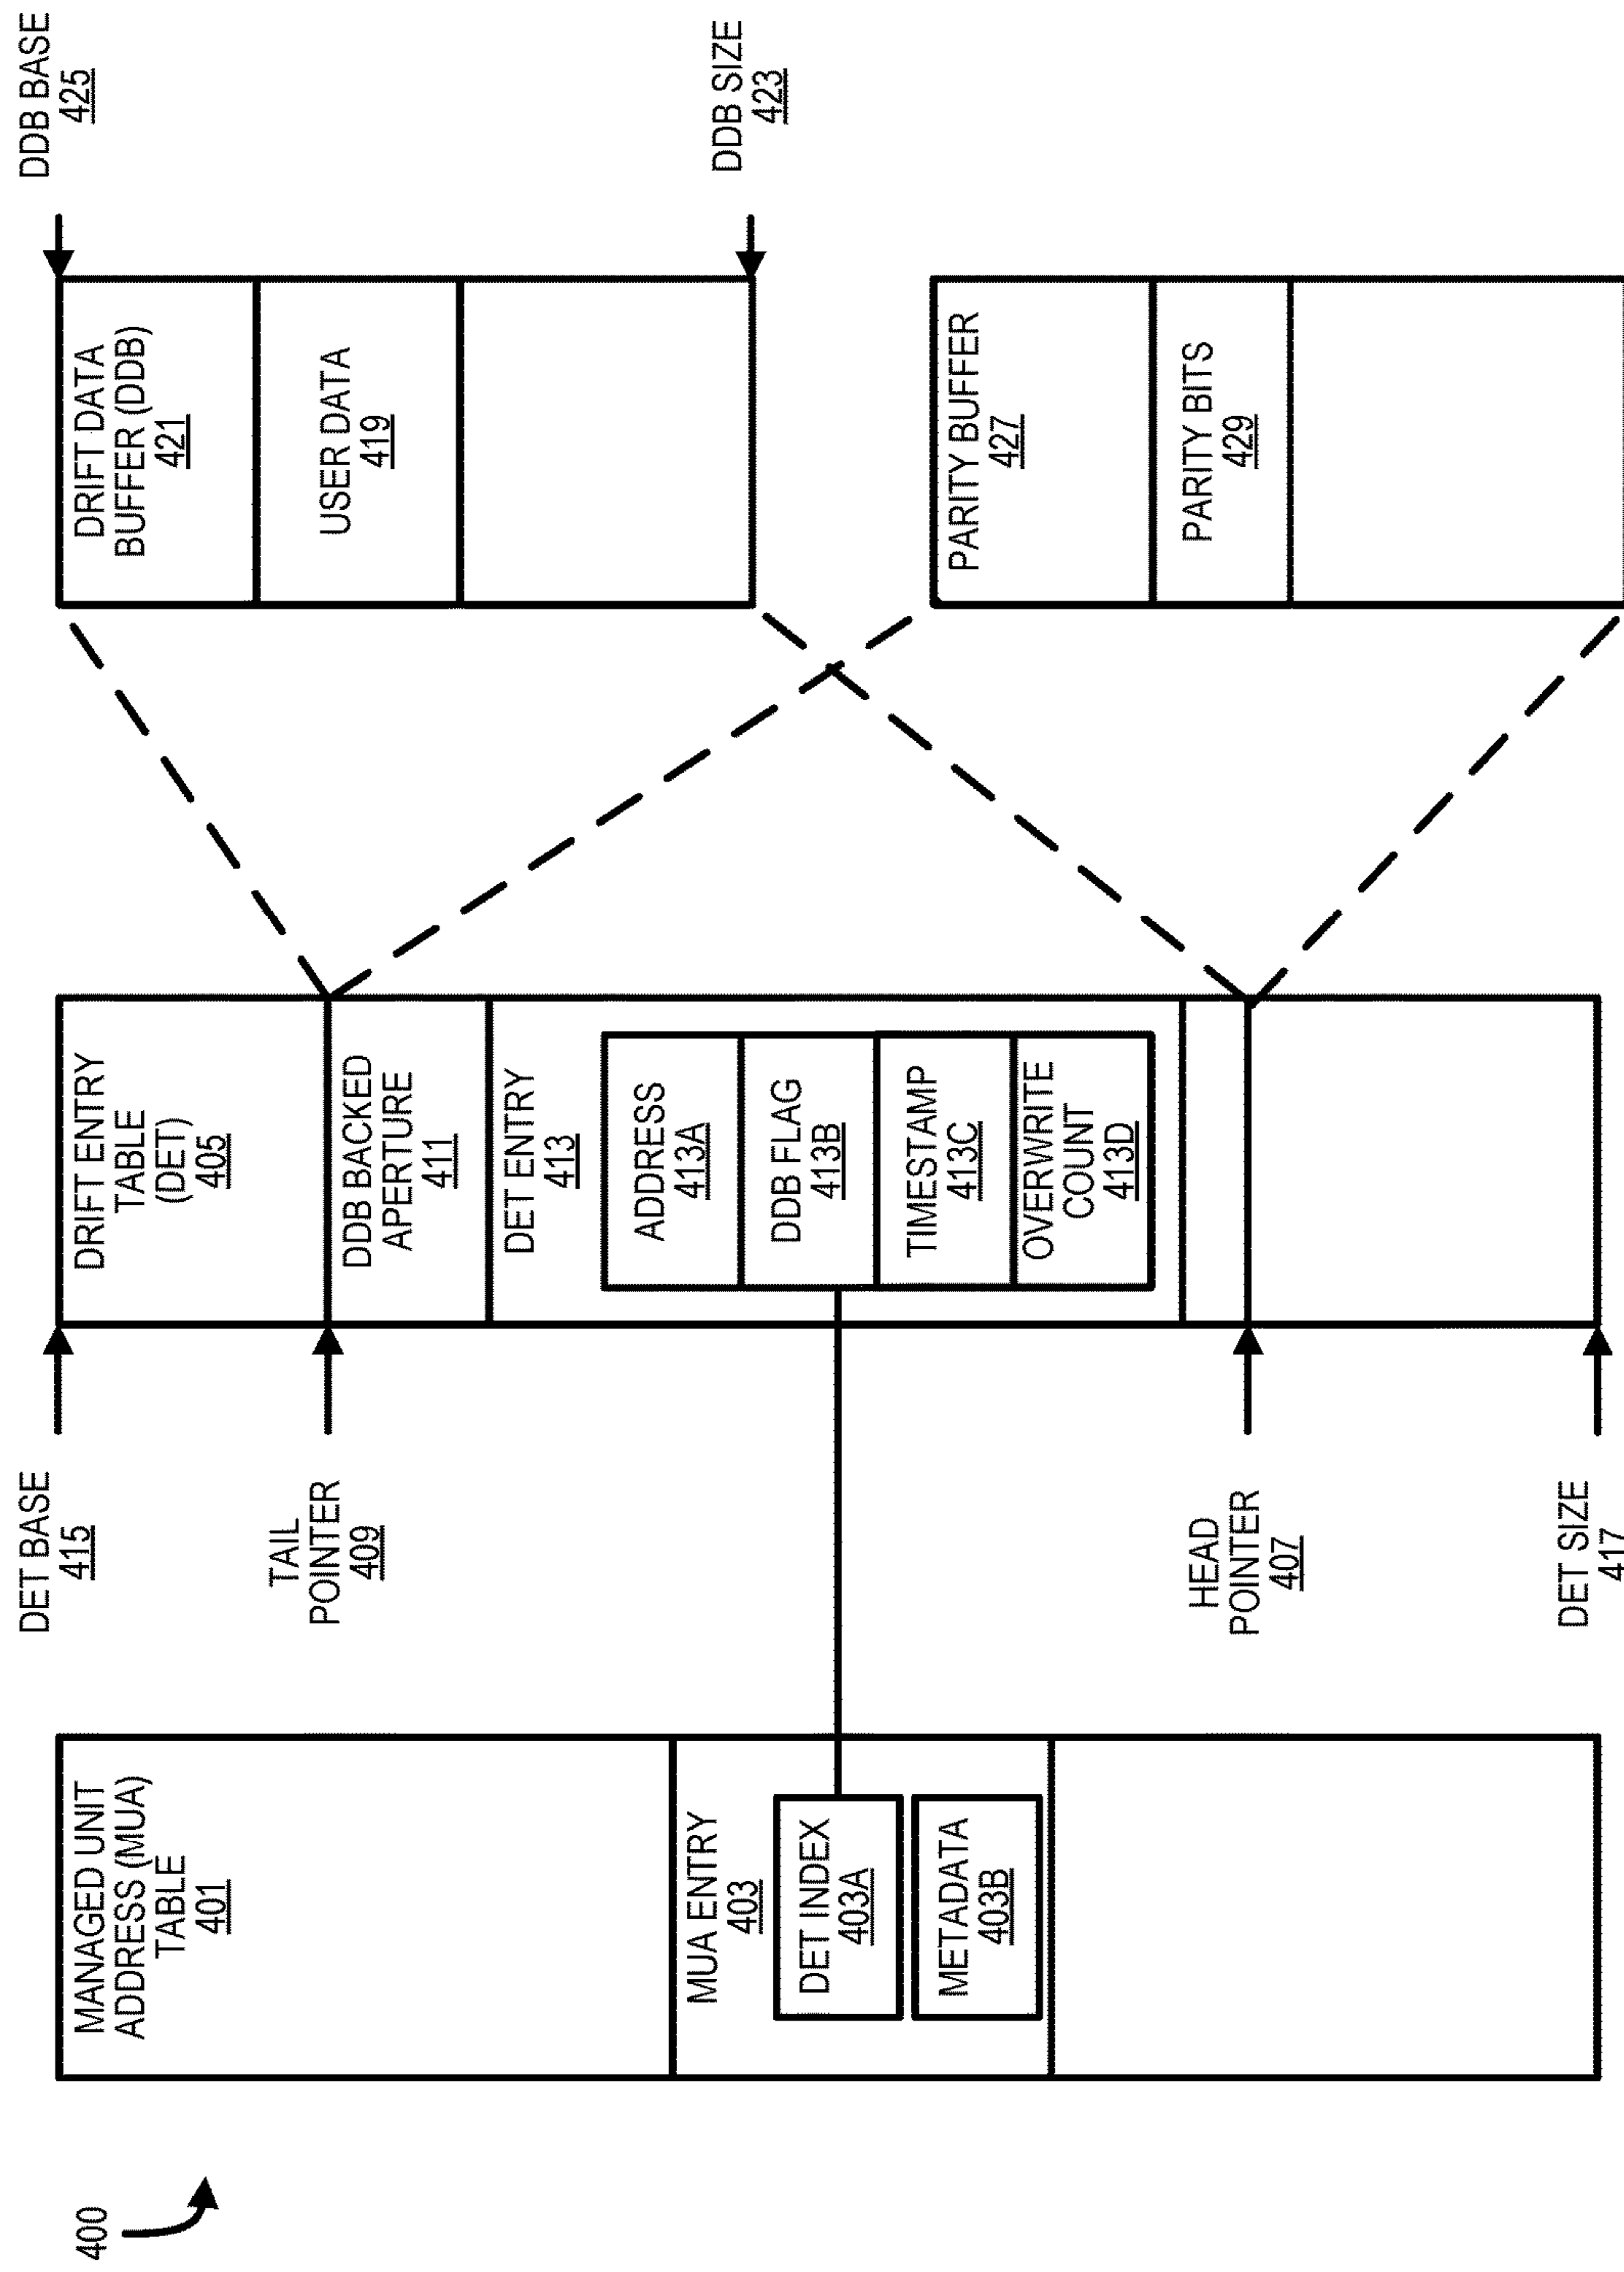 400
MANAGED UNIT
ADDRESS (MUA)
TABLE
401
MUA ENTRY
403
DET INDEX
403A
METADATA
403B
DET BASE
415
TAIL
POINTER
409
HEAD
POINTER
407
DET SIZE
417
DRIFT ENTRY
TABLE
(DET)
405
DDB BACKED
APERTURE
411
DET ENTRY
413
ADDRESS
413A
DDB FLAG
413B
TIMESTAMP
413C
OVERWRITE
COUNT
413D
DRIFT DATA
BUFFER (DDB)
421
USER DATA
419
PARITY BUFFER
427
PARITY BITS
429
DDB BASE
425
DDB SIZE
423